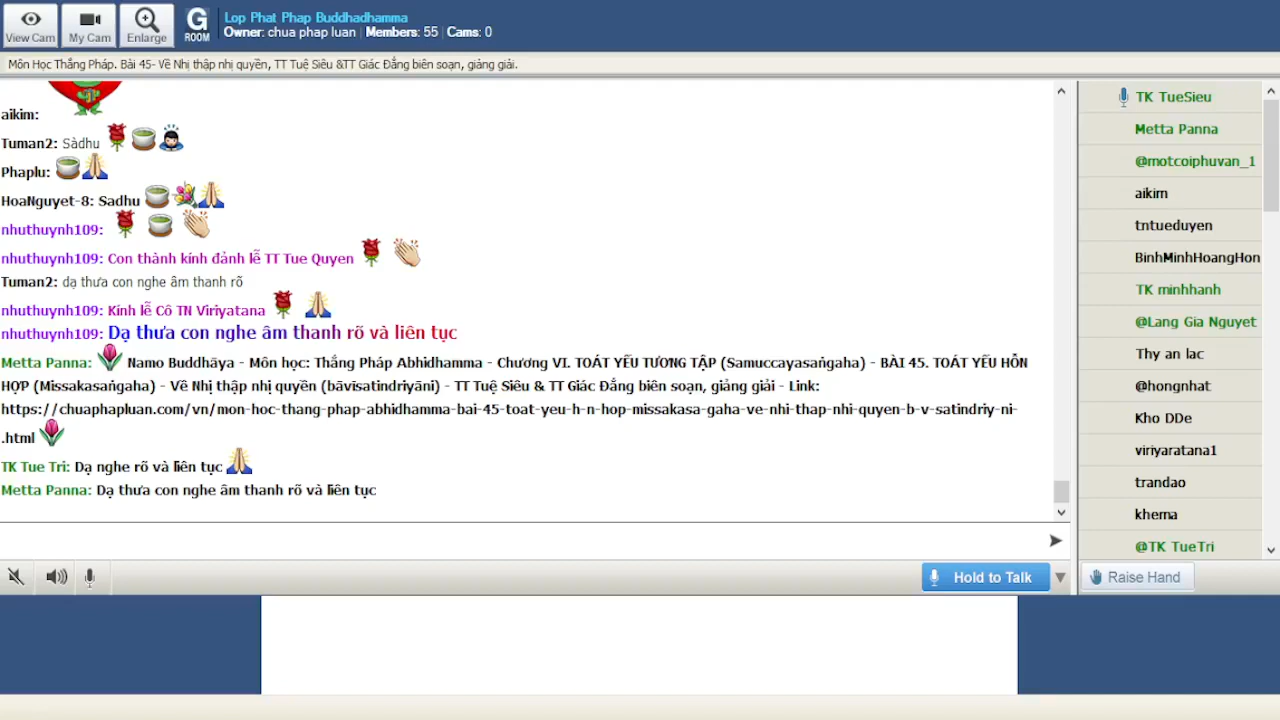 View Cam
My Cam
Enlarge
G
ROOM
Lop Phat Phap Buddhadhamma
Owner: chua phap luan | Members: 55 | Cams: 0
Môn Học Thắng Pháp. Bài 45- Về Nhị thập nhị quyền, TT Tuệ Siêu &TT Giác Đẳng biên soạn, giảng giải.
aikim:
Tuman2: Sàdhu
Phaplu:
HoaNguyet-8: Sadhu
nhuthuynh109:
nhuthuynh109: Con thành kính đảnh lễ TT Tue Quyen
Tuman2: dạ thưa con nghe âm thanh rõ
nhuthuynh109: Kính lễ Cô TN Viriyatana
nhuthuynh109: Dạ thưa con nghe âm thanh rõ và liên tục
Metta Panna: Namo Buddhāya - Môn học: Thắng Pháp Abhidhamma - Chương VI. TOÁT YẾU TƯƠNG TẬP (Samuccayasaṅgaha) - BÀI 45. TOÁT YẾU HỖN
HỢP (Missakasaṅgaha) - Về Nhị thập nhị quyền (bāvīsatindriyāni) - TT Tuệ Siêu & TT Giác Đẳng biên soạn, giảng giải - Link:
https://chuaphapluan.com/vn/mon-hoc-thang-phap-abhidhamma-bai-45-toat-yeu-h-n-hop-missakasa-gaha-ve-nhi-thap-nhi-quyen-b-v-satindriy-ni-
.html
TK Tue Tri: Dạ nghe rõ và liên tục
Metta Panna: Dạ thưa con nghe âm thanh rõ và liên tục
Hold to Talk
TK TueSieu
Metta Panna
@motcoiphuvan_1
aikim
tntueduyen
BinhMinhHoangHon
TK minhhanh
@Lang Gia Nguyet
Thy an lac
@hongnhat
Kho DDe
viriyaratana1
trandao
khema
@TK TueTri
Raise Hand